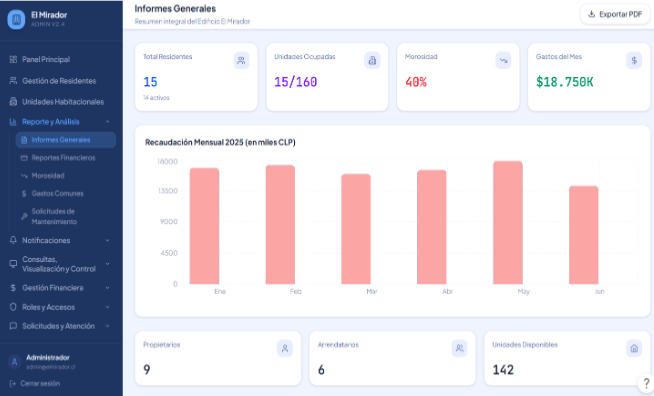 El Mirador
ADMIN V2.4
Panel Principal
Gestión de Residentes
Unidades Habitacionales
Reporte y Análisis
Informes Generales
Reportes Financieros
Morosidad
Gastos Comunes
Solicitudes de
Mantenimiento
Notificaciones
Consultas,
Visualización y Control
Gestión Financiera
Roles y Accesos
Solicitudes y Atención
Administrador
admin@elmirador.cl
Cerrar sesión
Informes Generales
Resumen integral del Edificio El Mirador
Exportar PDF
Total Residentes
15
14 activos
Unidades Ocupadas
15/160
Morosidad
40%
Gastos del Mes
$18.750K
Recaudación Mensual 2025 (en miles CLP)
18000
13500
9000
4500
0
Ene Feb Mar Abr May Jun
Propietarios
9
Arrendatarios
6
Unidades Disponibles
142
?